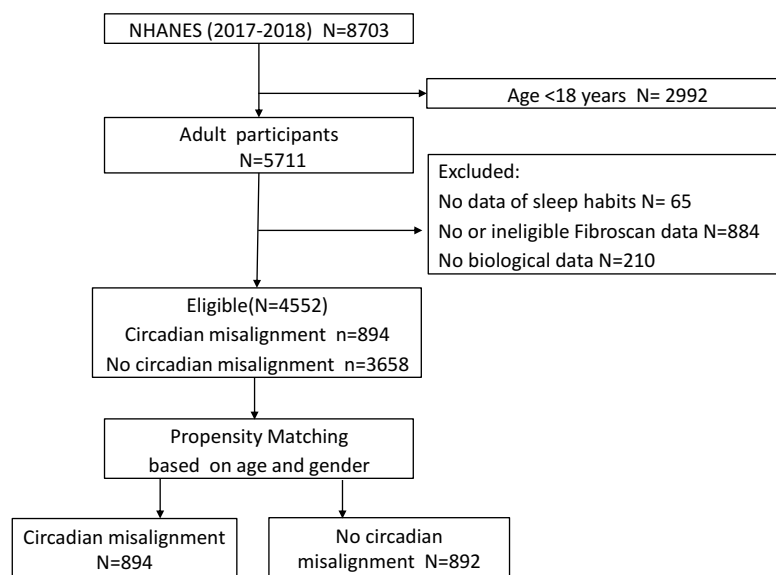 NHANES (2017-2018) N=8703
Age <18 years N= 2992
Adult participants
N=5711
Excluded:
No data of sleep habits N= 65
No or ineligible Fibroscan data N=884
No biological data N=210
Eligible(N=4552)
Circadian misalignment n=894
No circadian misalignment n=3658
Propensity Matching
based on age and gender
Circadian misalignment
N=894
No circadian
misalignment N=892